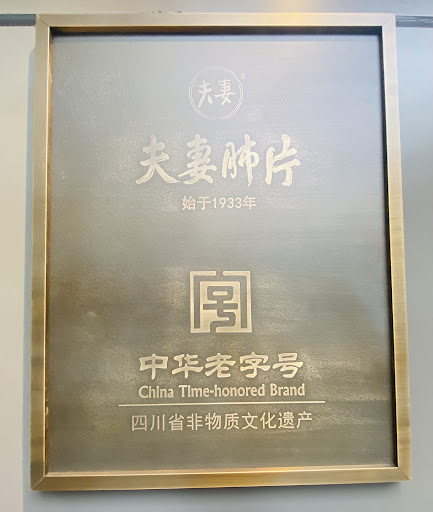 夫妻
夫妻肺片
始于1933年
中华老字号
China Time-honored Brand
四川省非物质文化遗产